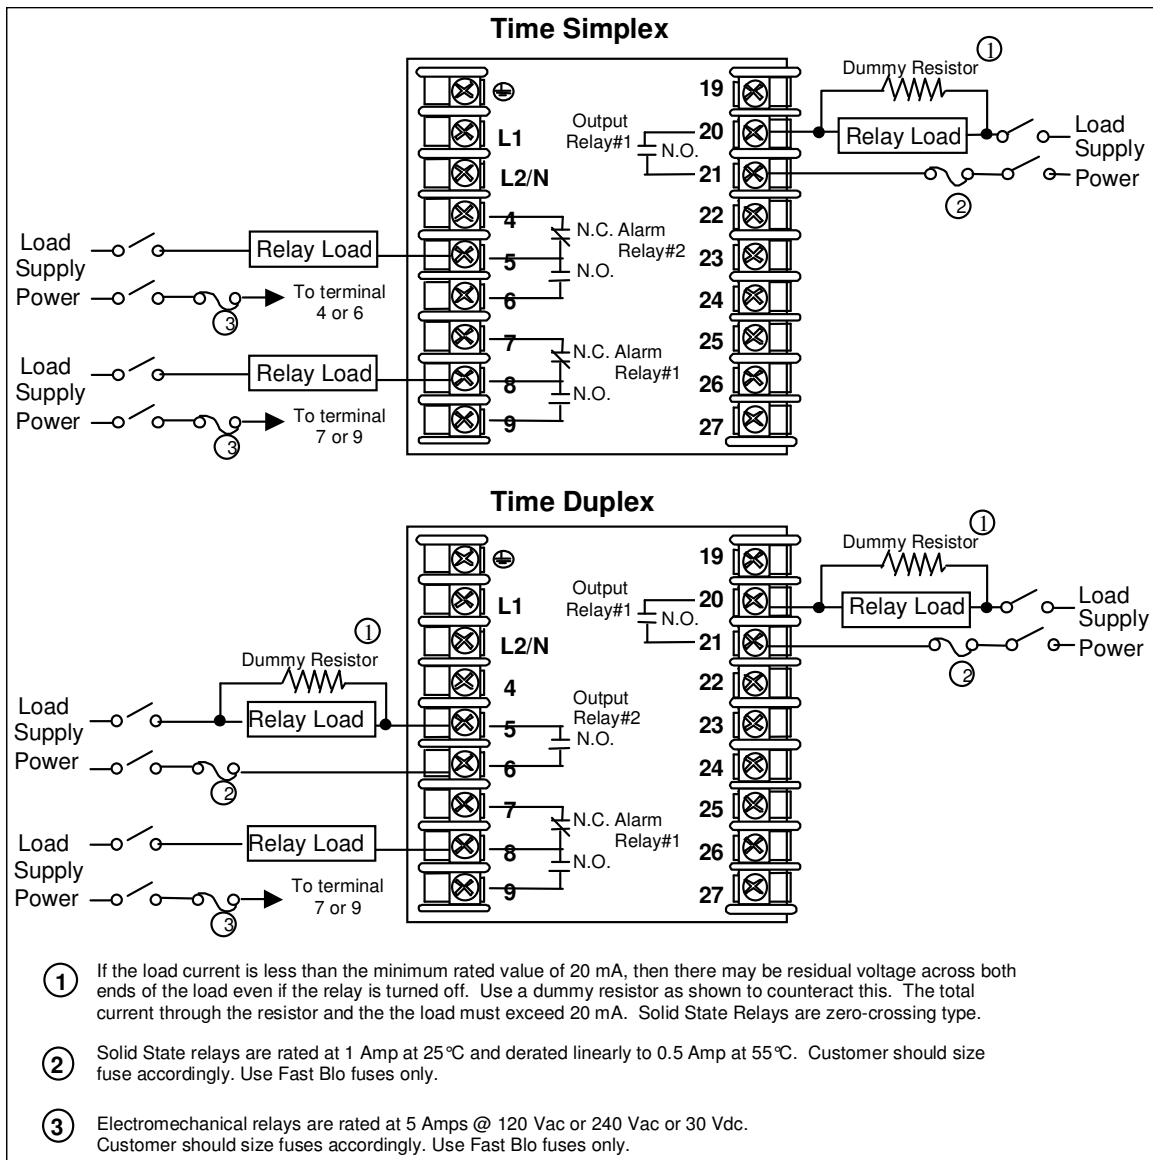 Time Simplex
1
Dummy Resistor
Relay Load
Load
Supply
Power
2
Output
Relay#1
N.O.
19
20
21
22
23
24
25
26
27
L1
L2/N
4
5
6
7
8
9
N.C. Alarm
Relay#2
N.O.
N.C. Alarm
Relay#1
N.O.
Load
Supply
Power
Relay Load
3
To terminal
4 or 6
Load
Supply
Power
Relay Load
3
To terminal
7 or 9
Time Duplex
1
Dummy Resistor
Relay Load
Load
Supply
Power
2
Output
Relay#1
N.O.
19
20
21
22
23
24
25
26
27
L1
L2/N
4
5
6
7
8
9
Output
Relay#2
N.O.
N.C. Alarm
Relay#1
N.O.
1
Dummy Resistor
Load
Supply
Power
Relay Load
2
Load
Supply
Power
Relay Load
3
To terminal
7 or 9
1 If the load current is less than the minimum rated value of 20 mA, then there may be residual voltage across both
ends of the load even if the relay is turned off. Use a dummy resistor as shown to counteract this. The total
current through the resistor and the the load must exceed 20 mA. Solid State Relays are zero-crossing type.
2 Solid State relays are rated at 1 Amp at 25°C and derated linearly to 0.5 Amp at 55°C. Customer should size
fuse accordingly. Use Fast Blo fuses only.
3 Electromechanical relays are rated at 5 Amps @ 120 Vac or 240 Vac or 30 Vdc.
Customer should size fuses accordingly. Use Fast Blo fuses only.